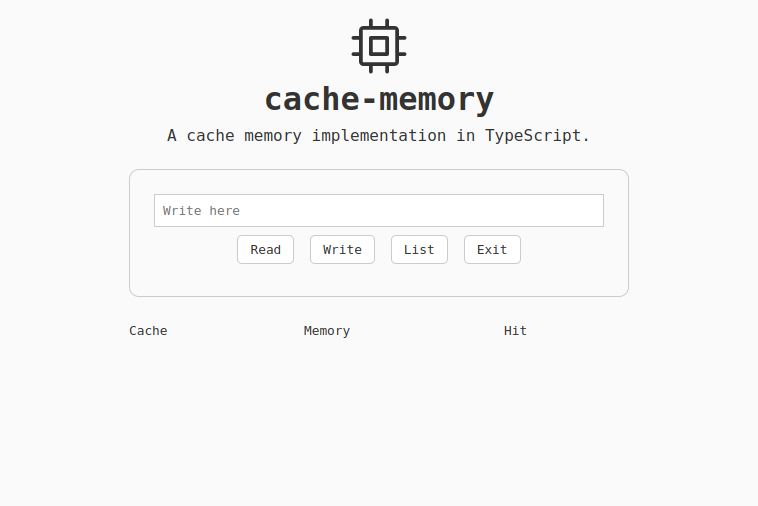 cache-memory
A cache memory implementation in TypeScript.
Write here
Read Write List Exit
Cache Memory Hit